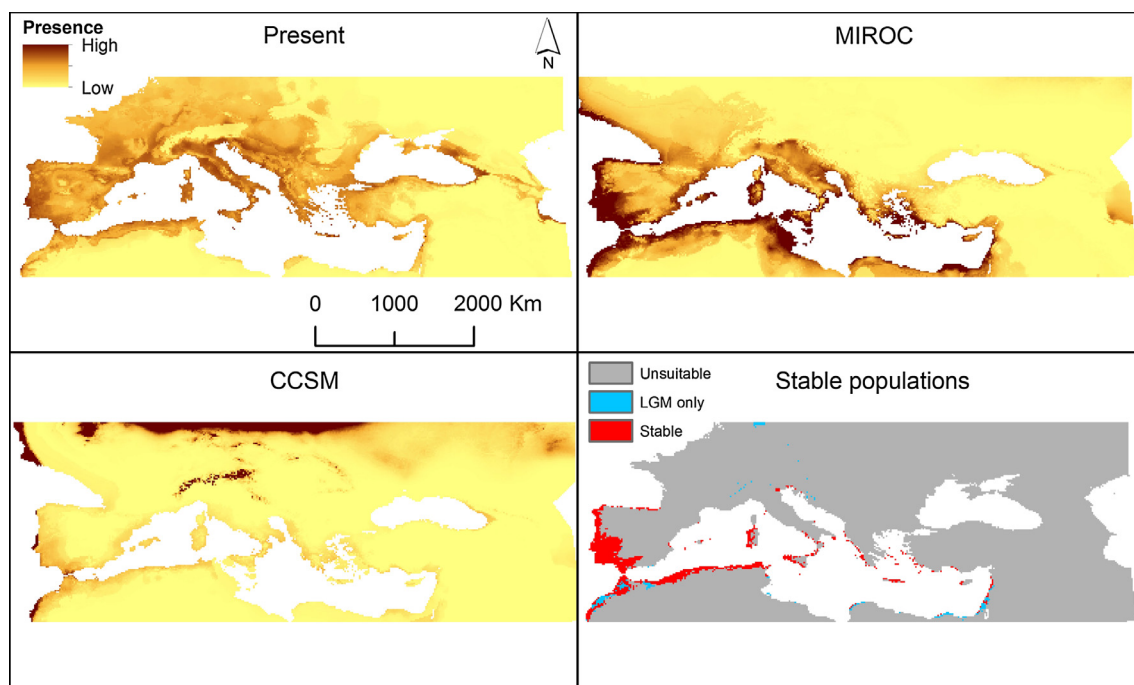 Presence
High
Low
Present
N
0 1000 2000 Km
MIROC
CCSM
Stable populations
Unsuitable
LGM only
Stable